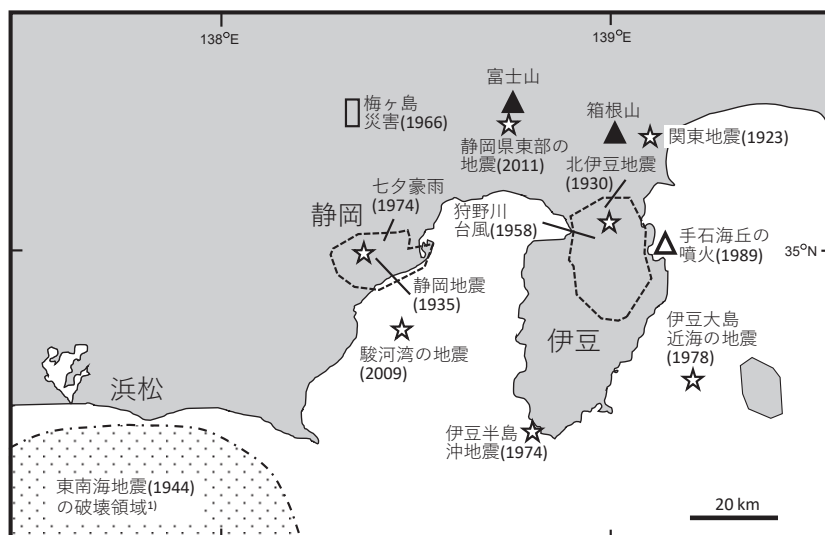 138°E
139°E
富士山
箱根山
梅ヶ島
災害(1966)
静岡県東部の
地震(2011)
関東地震(1923)
北伊豆地震
(1930)
七夕豪雨
(1974)
静岡
狩野川
台風(1958)
手石海丘の
噴火(1989)
35°N
静岡地震
(1935)
駿河湾の地震
(2009)
伊豆
伊豆大島
近海の地震
(1978)
浜松
伊豆半島
沖地震(1974)
東南海地震(1944)
の破壊領域1)
20 km